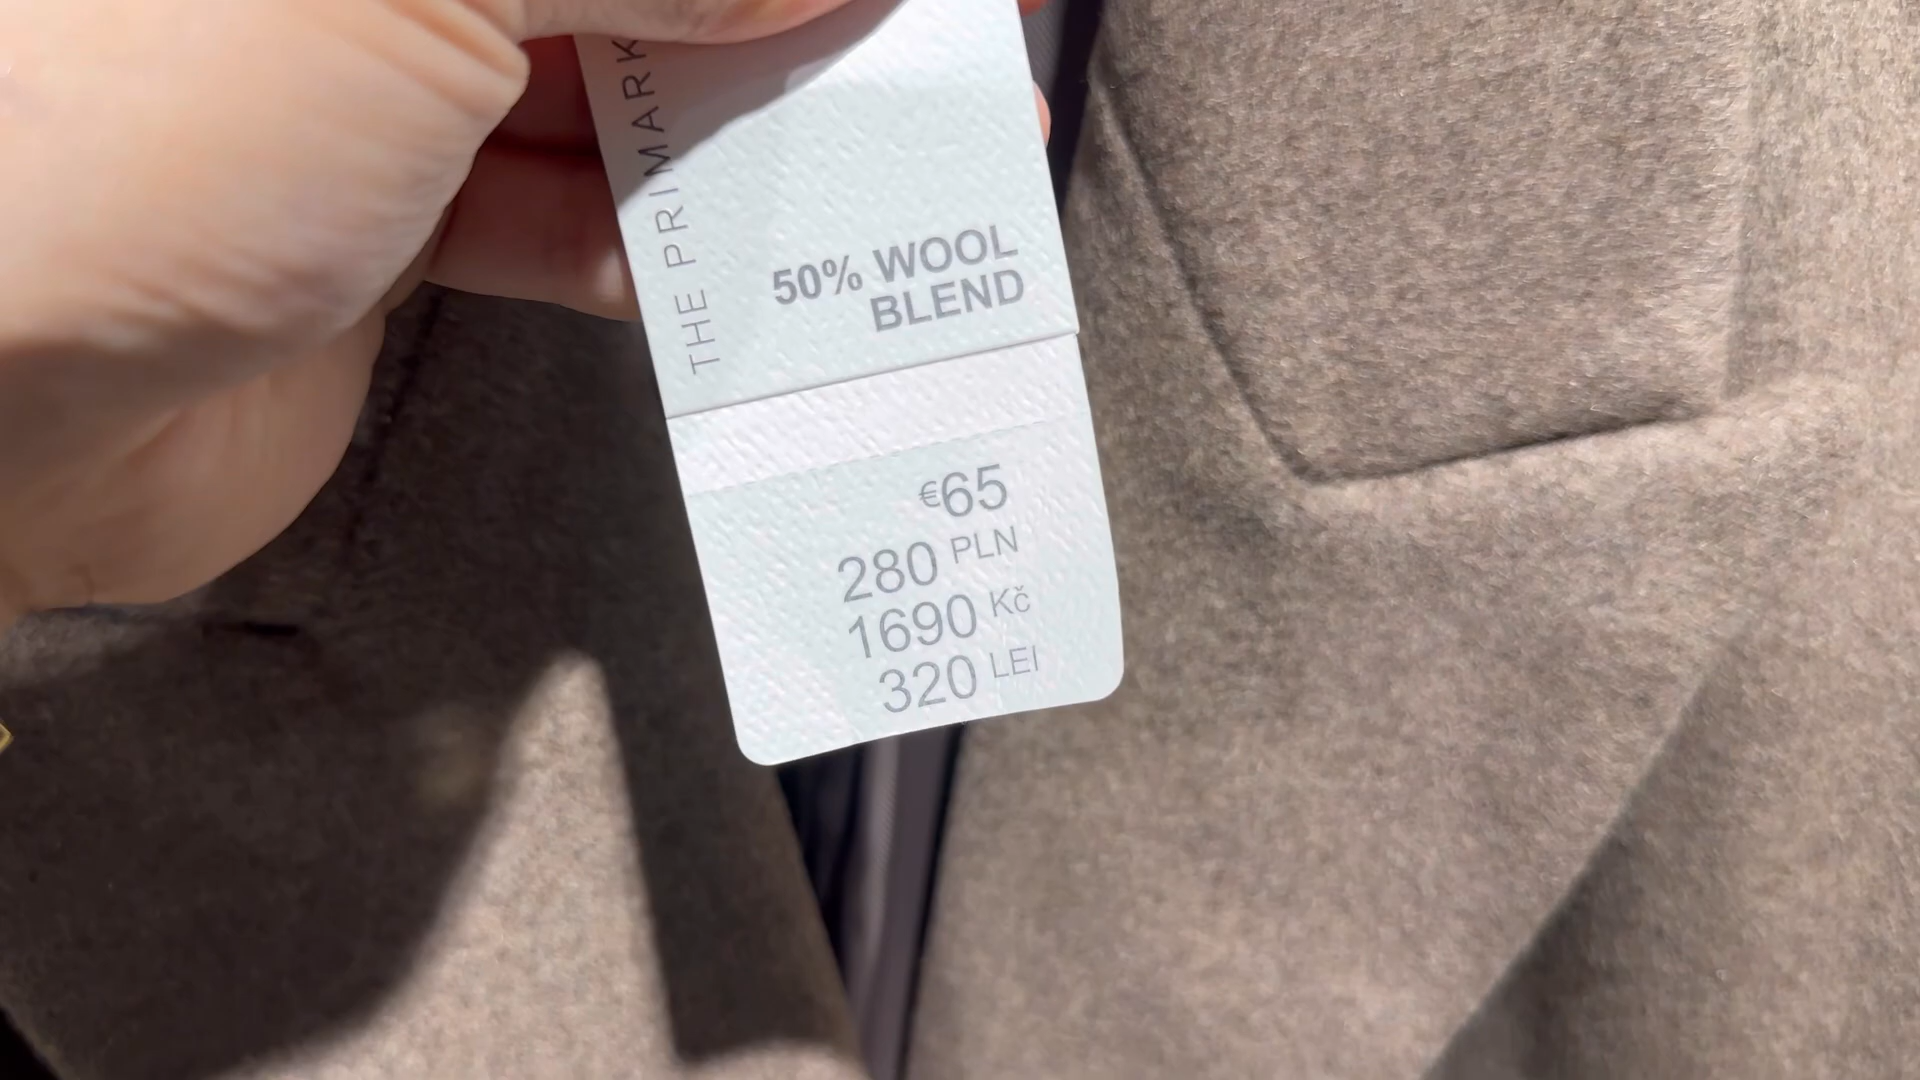 THE PRIMARK
50% WOOL
BLEND
€65
280 PLN
1690 Kč
320 LEI